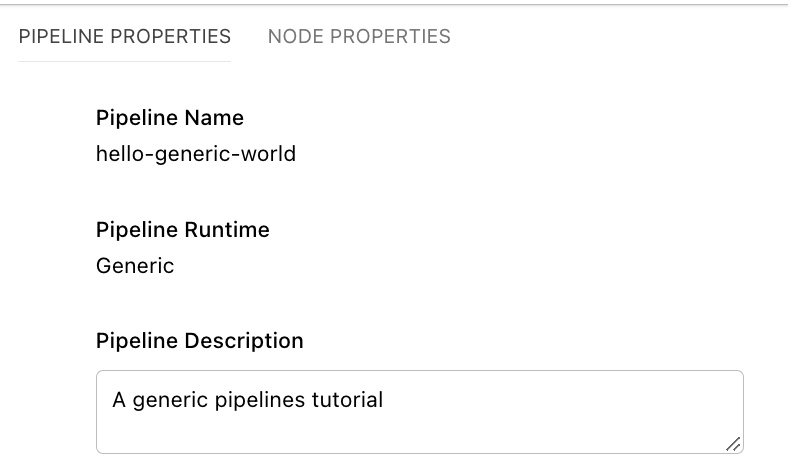 PIPELINE PROPERTIES NODE PROPERTIES
Pipeline Name
hello-generic-world
Pipeline Runtime
Generic
Pipeline Description
A generic pipelines tutorial